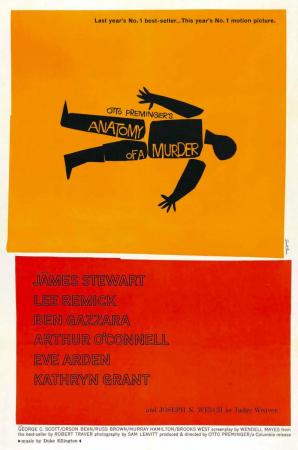 Last year's No.1 best-seller...This year's No.1 motion picture.
OTTO PREMINGER'S
ANATOMY
OF A MURDER
JAMES STEWART
LEE REMICK
BEN GAZZARA
ARTHUR O'CONNELL
EVE ARDEN
KATHRYN GRANT
and JOSEPH N. WELCH as Judge Weaver
GEORGE C. SCOTT/ORSON BEAN/RUSS BROWN/MURRAY HAMILTON/BROOKS WEST screenplay by WENDELL MAYES from
the best-seller by ROBERT TRAVER photography by SAM LEAVITT produced & directed by OTTO PREMINGER/a Columbia release
music by Duke Ellington